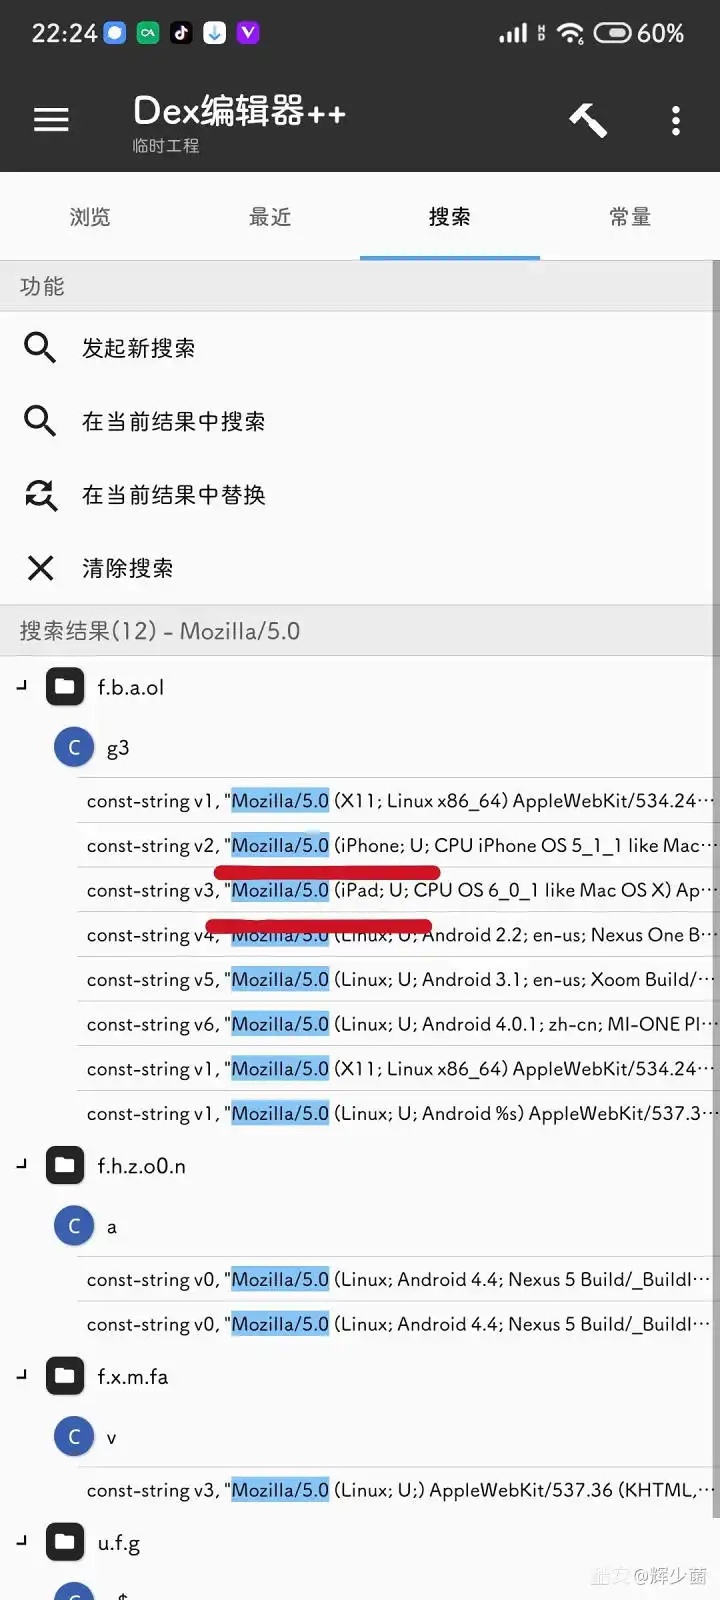 22:24
60%
Dex编辑器++
临时工程
浏览 最近 搜索 常量
功能
发起新搜索
在当前结果中搜索
在当前结果中替换
清除搜索
搜索结果(12) - Mozilla/5.0
f.b.a.ol
C g3
const-string v1, "Mozilla/5.0 (X11; Linux x86_64) AppleWebKit/534.24···
const-string v2, "Mozilla/5.0 (iPhone; U; CPU iPhone OS 5_1_1 like Mac···
const-string v3, "Mozilla/5.0 (iPad; U; CPU OS 6_0_1 like Mac OS X) Ap···
const-string v4, "Mozilla/5.0 (Linux; U; Android 2.2; en-us; Nexus One B···
const-string v5, "Mozilla/5.0 (Linux; U; Android 3.1; en-us; Xoom Build/···
const-string v6, "Mozilla/5.0 (Linux; U; Android 4.0.1; zh-cn; MI-ONE Pl···
const-string v1, "Mozilla/5.0 (X11; Linux x86_64) AppleWebKit/534.24···
const-string v1, "Mozilla/5.0 (Linux; U; Android %s) AppleWebKit/537.3···
f.h.z.o0.n
C a
const-string v0, "Mozilla/5.0 (Linux; Android 4.4; Nexus 5 Build/_BuildI···
const-string v0, "Mozilla/5.0 (Linux; Android 4.4; Nexus 5 Build/_BuildI···
f.x.m.fa
C v
const-string v3, "Mozilla/5.0 (Linux; U;) AppleWebKit/537.36 (KHTML,···
u.f.g
酷安 @辉少菌